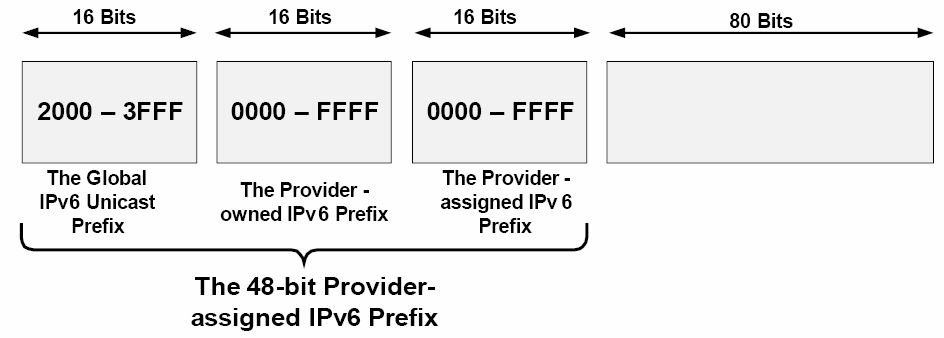 16 Bits
16 Bits
16 Bits
80 Bits
2000 – 3FFF
0000 – FFFF
0000 – FFFF
The Global
IPv6 Unicast
Prefix
The Provider -
owned IPv6 Prefix
The Provider -
assigned IPv 6
Prefix
The 48-bit Provider-
assigned IPv6 Prefix